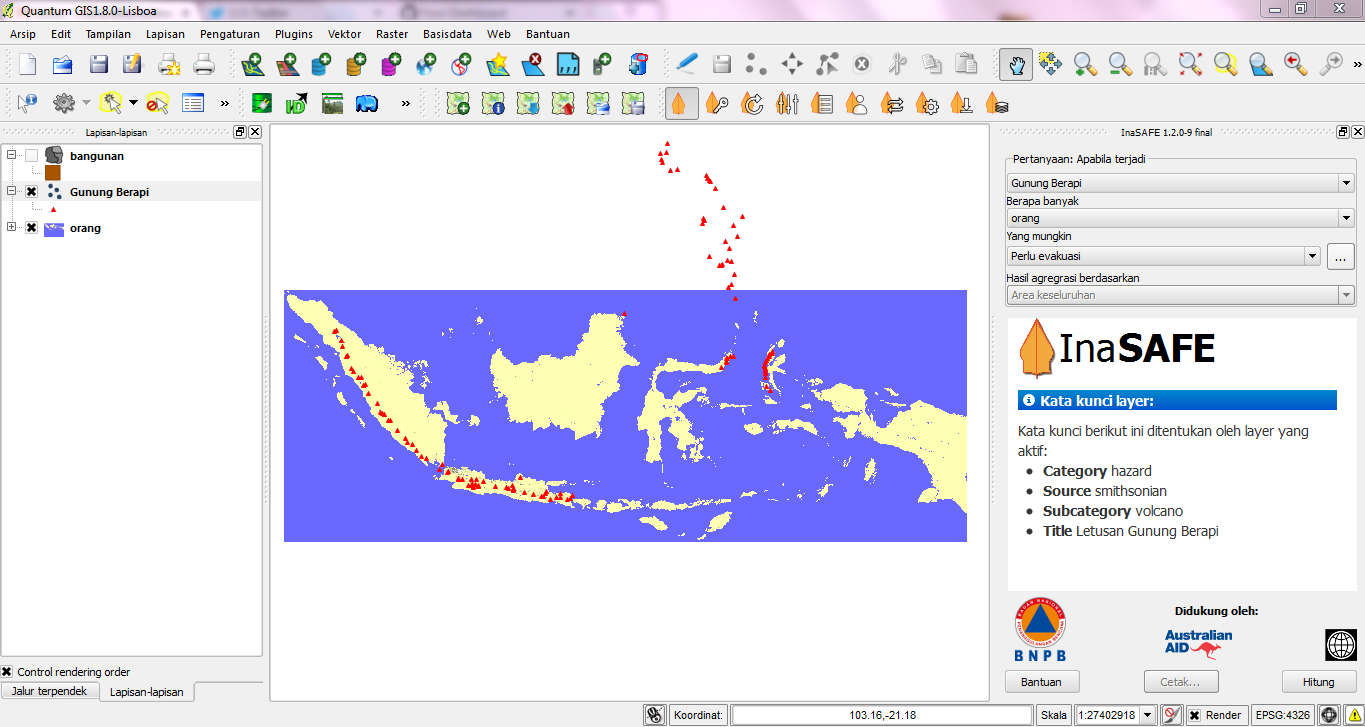 Quantum GIS1.8.0-Lisboa
Arsip Edit Tampilan Lapisan Pengaturan Plugins Vektor Raster Basisdata Web Bantuan
Lapisan-lapisan
bangunan
Gunung Berapi
orang
Control rendering order
Jalur terpendek Lapisan-lapisan
InaSAFE 1.2.0-9 final
Pertanyaan: Apabila terjadi
Gunung Berapi
Berapa banyak
orang
Yang mungkin
Perlu evakuasi
...
Hasil agregrasi berdasarkan
Area keseluruhan
InaSAFE
Kata kunci layer:
Kata kunci berikut ini ditentukan oleh layer yang
aktif:
Category hazard
Source smithsonian
Subcategory volcano
Title Letusan Gunung Berapi
Didukung oleh:
BNPB
Australian
AID
Bantuan Cetak... Hitung
Koordinat: 103.16,-21.18 Skala 1:27402918 Render EPSG:4326